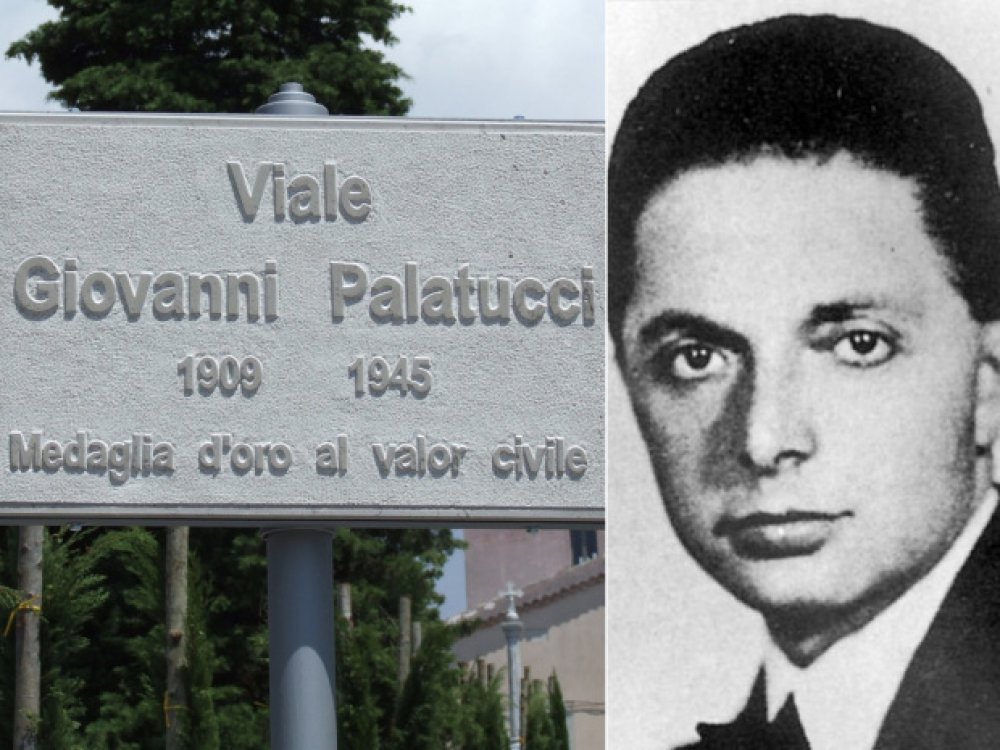 Viale
Giovanni Palatucci
1909 1945
Medaglia d'oro al valor civile